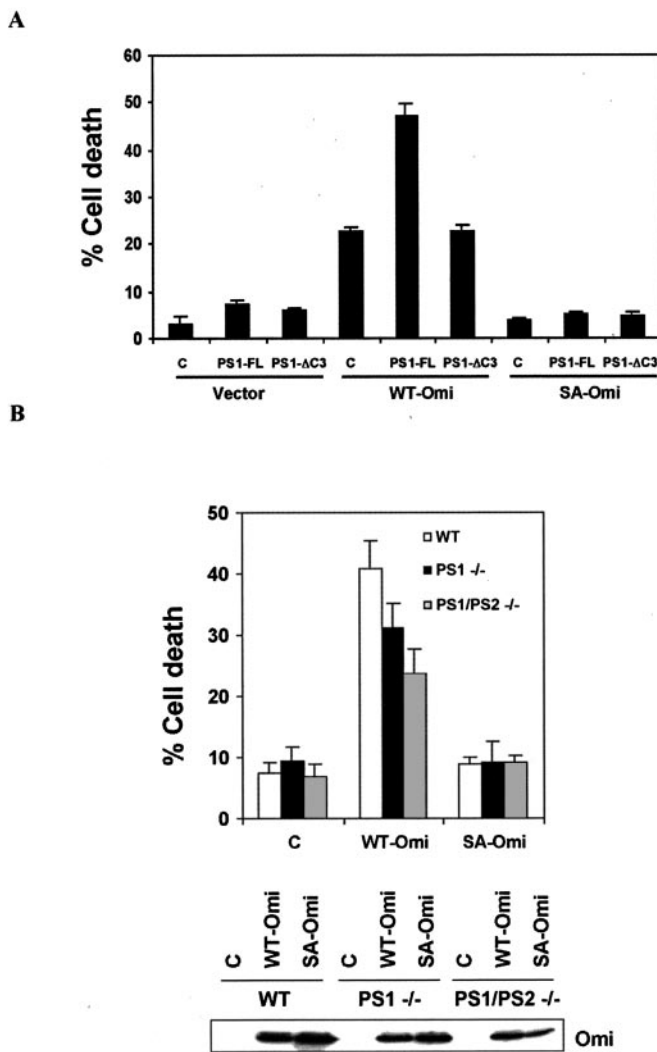 A
60
50
40
30
20
10
0
% Cell death
C PS1-FL PS1-ΔC3 C PS1-FL PS1-ΔC3 C PS1-FL PS1-ΔC3
Vector WT-Omi SA-Omi
B
50
40
30
20
10
0
% Cell death
WT
PS1 -/-
PS1/PS2 -/-
C WT-Omi SA-Omi
C WT-Omi SA-Omi C WT-Omi SA-Omi C WT-Omi SA-Omi
WT PS1 -/- PS1/PS2 -/-
Omi